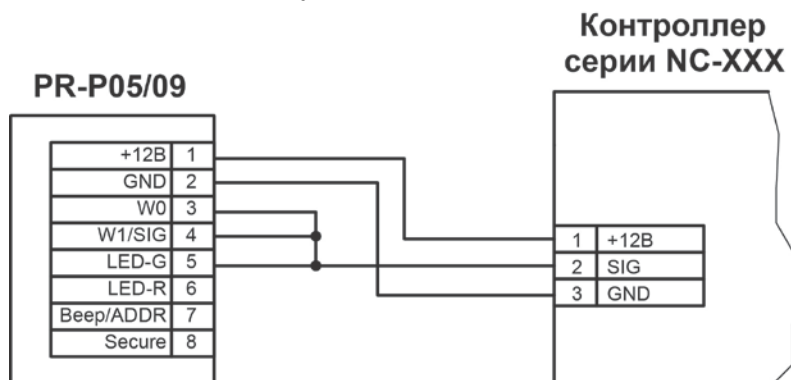 Контроллер
серии NC-XXX
PR-P05/09
+12В 1
GND 2
W0 3
W1/SIG 4
LED-G 5
LED-R 6
Beep/ADDR 7
Secure 8
1 +12В
2 SIG
3 GND